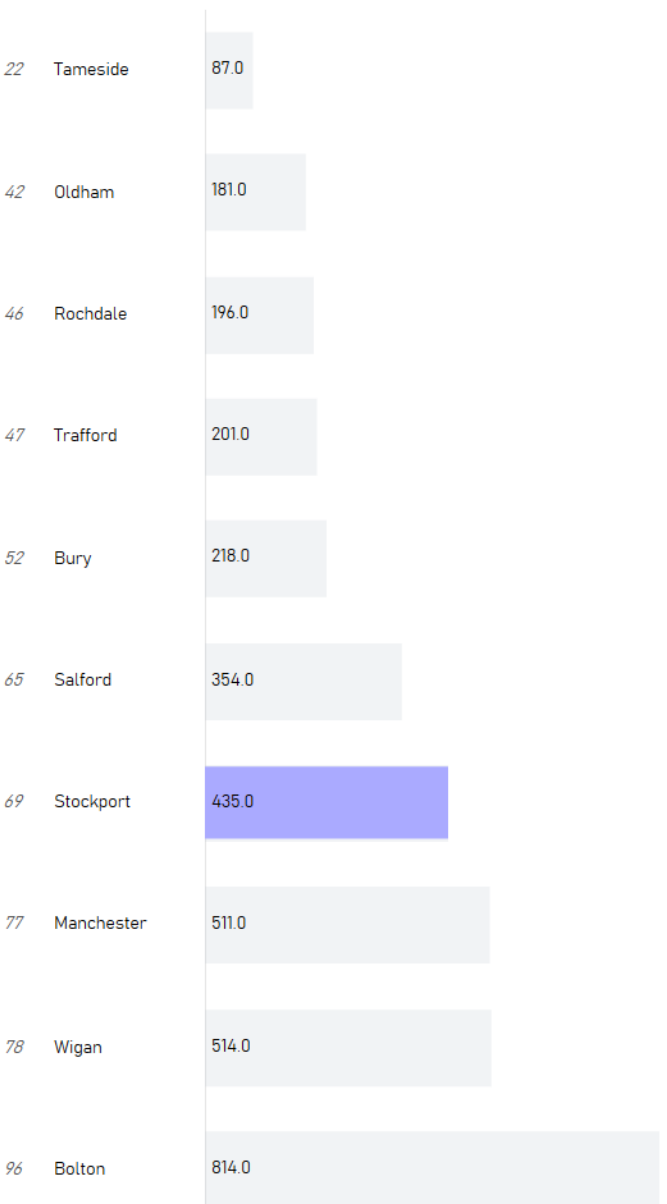 22 Tameside 87.0
42 Oldham 181.0
46 Rochdale 196.0
47 Trafford 201.0
52 Bury 218.0
65 Salford 354.0
69 Stockport 435.0
77 Manchester 511.0
78 Wigan 514.0
96 Bolton 814.0